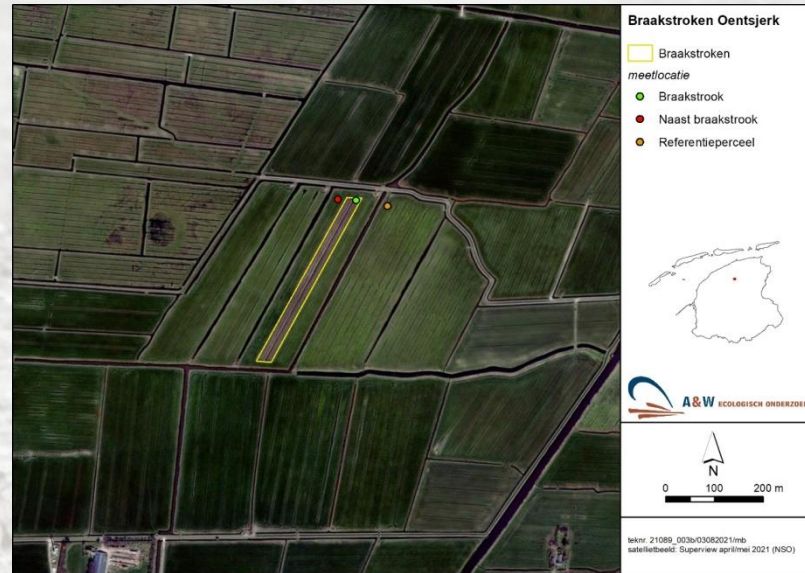 Braakstroken Oentsjerk
Braakstroken
meetlocatie
Braakstrook
Naast braakstrook
Referentieperceel
A&W ECOLOGISCH ONDERZOEK
N
0 100 200 m
teknr. 21089_003b/03082021/mb
satellietbeeld: Superview april/mei 2021 (NSO)